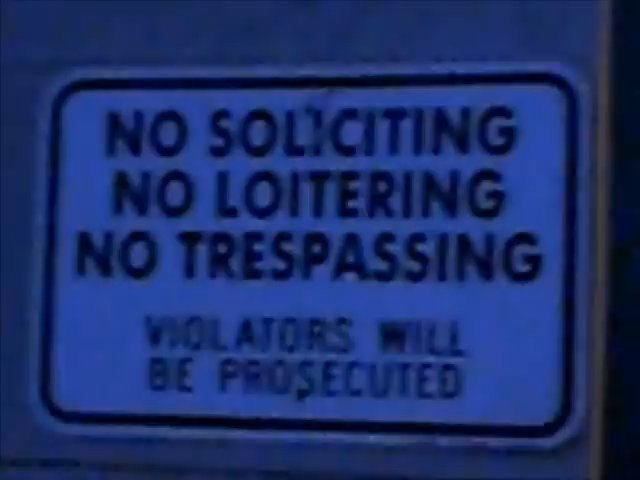 NO SOLICITING
NO LOITERING
NO TRESPASSING
VIOLATORS WILL
BE PROSECUTED